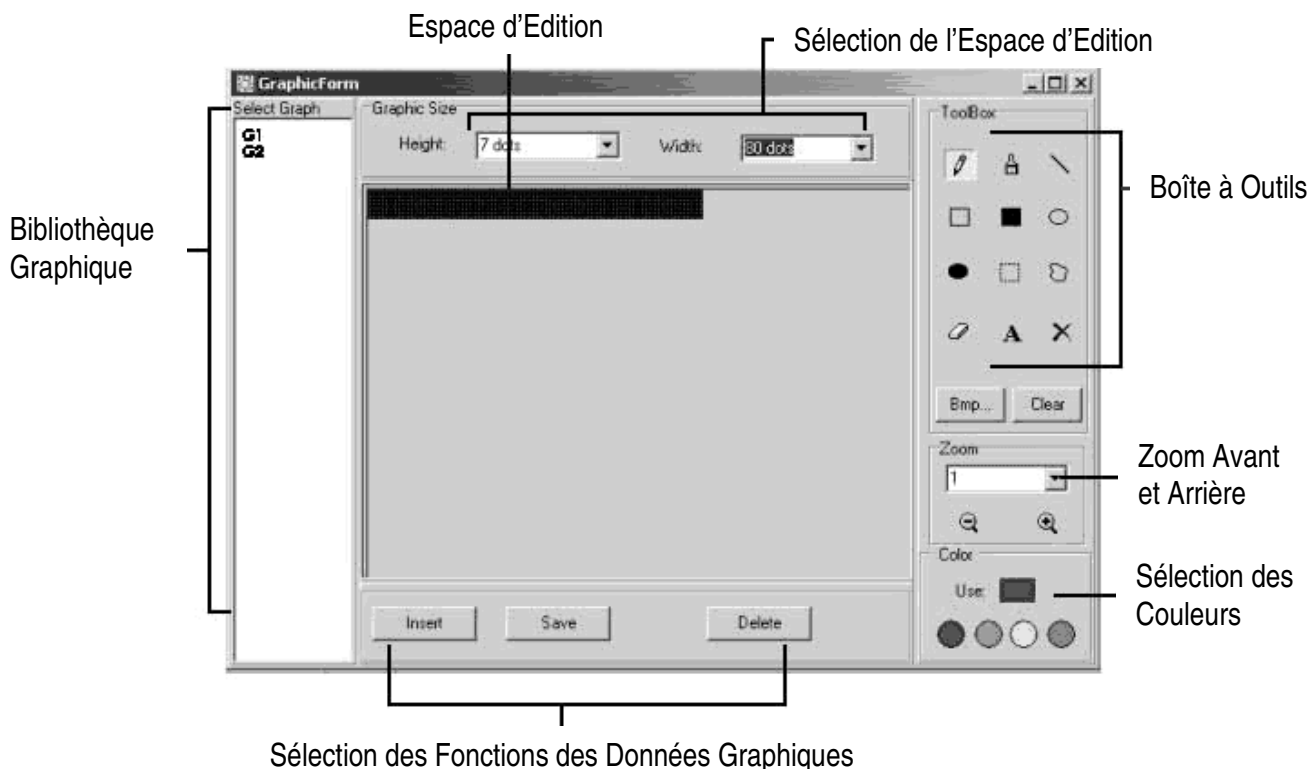 Espace d’Edition
Sélection de l’Espace d’Edition
GraphicForm
Select Graph
G1
G2
Graphic Size
Height:
7 dots
Width:
80 dots
ToolBox
Boîte à Outils
Bibliothèque
Graphique
Bmp...
Clear
Zoom
1
Zoom Avant
et Arrière
Color
Use:
Sélection des
Couleurs
Insert
Save
Delete
Sélection des Fonctions des Données Graphiques
A